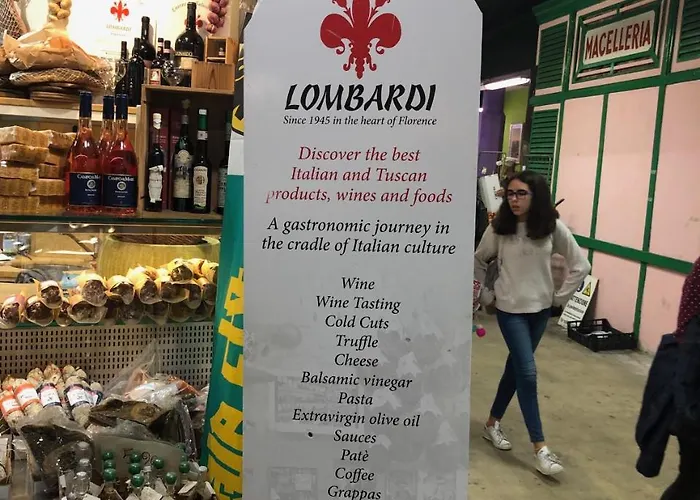 LOMBARDI
Since 1945 in the heart of Florence
Discover the best
Italian and Tuscan
products, wines and foods
A gastronomic journey in
the cradle of Italian culture
Wine
Wine Tasting
Cold Cuts
Truffle
Cheese
Balsamic vinegar
Pasta
Extravirgin olive oil
Sauces
Patè
Coffee
Grappas
MACELLERIA